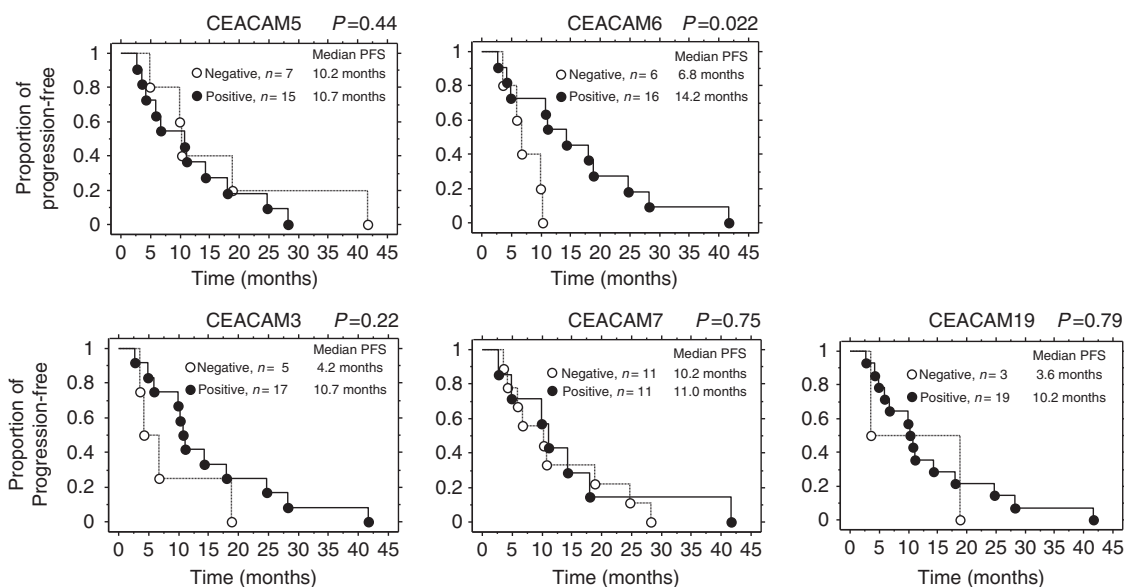 CEACAM5 P=0.44
Median PFS
Negative, n= 7 10.2 months
Positive, n= 15 10.7 months
Proportion of
progression-free
1
0.8
0.6
0.4
0.2
0
0 5 10 15 20 25 30 35 40 45
Time (months)
CEACAM6 P=0.022
Median PFS
Negative, n= 6 6.8 months
Positive, n= 16 14.2 months
1
0.8
0.6
0.4
0.2
0
0 5 10 15 20 25 30 35 40 45
Time (months)
CEACAM3 P=0.22
Median PFS
Negative, n= 5 4.2 months
Positive, n= 17 10.7 months
Proportion of
Progression-free
1
0.8
0.6
0.4
0.2
0
0 5 10 15 20 25 30 35 40 45
Time (months)
CEACAM7 P=0.75
Median PFS
Negative, n= 11 10.2 months
Positive, n= 11 11.0 months
1
0.8
0.6
0.4
0.2
0
0 5 10 15 20 25 30 35 40 45
Time (months)
CEACAM19 P=0.79
Median PFS
Negative, n= 3 3.6 months
Positive, n= 19 10.2 months
1
0.8
0.6
0.4
0.2
0
0 5 10 15 20 25 30 35 40 45
Time (months)